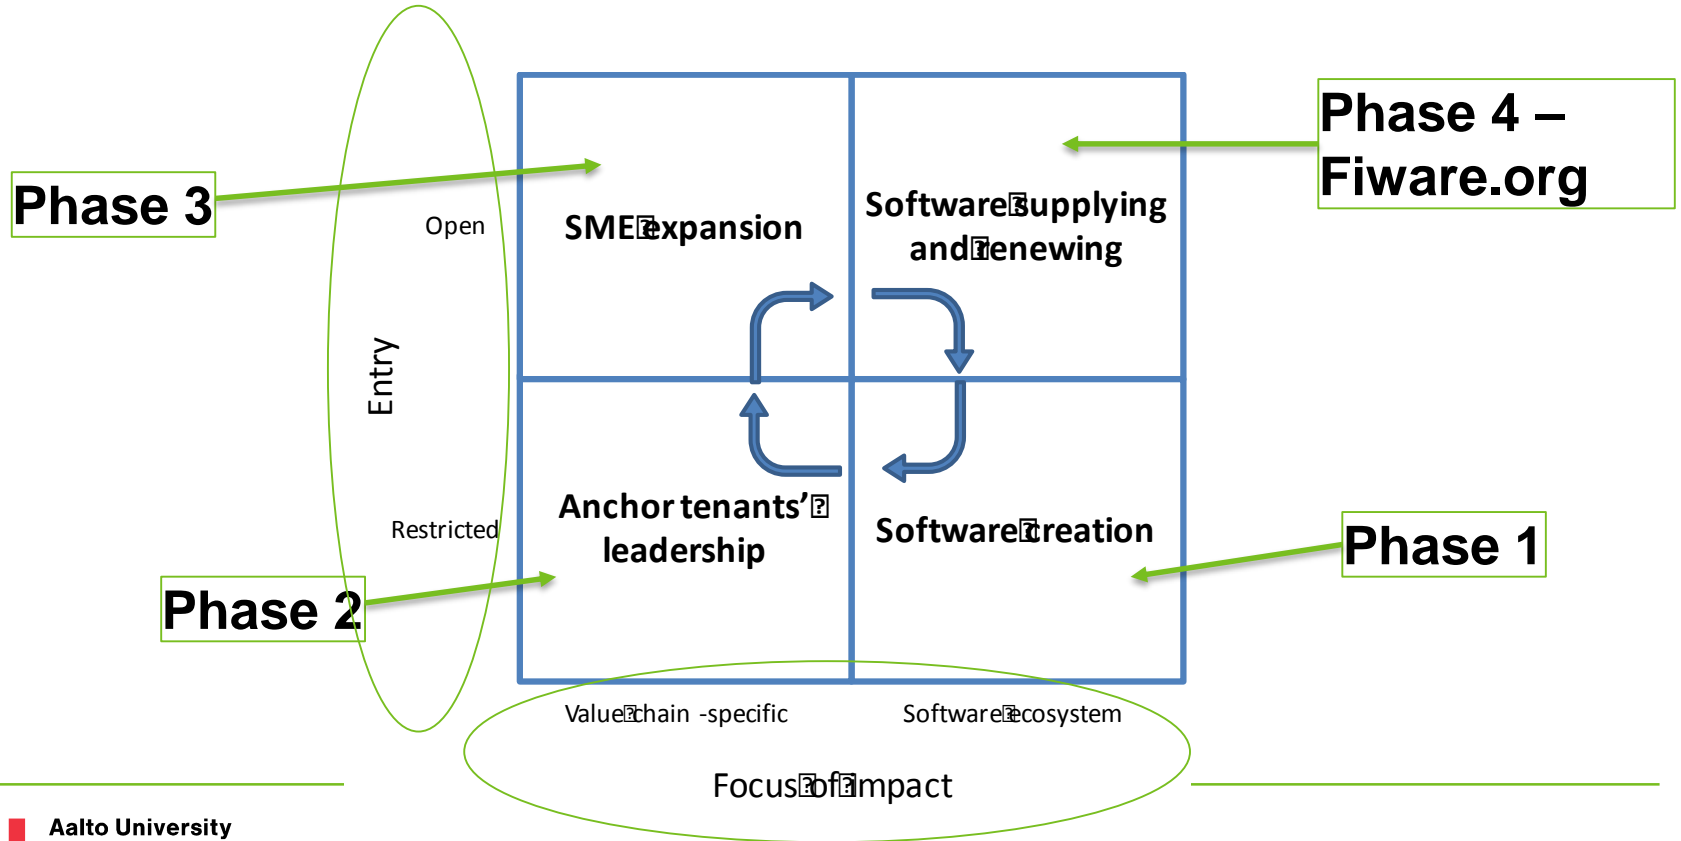 Phase 4 –
Fiware.org
Phase 3
Open
SME expansion
Software supplying
and renewing
Entry
Restricted
Anchor tenants’
leadership
Software creation
Phase 1
Phase 2
Value chain -specific
Software ecosystem
Focus of impact
Aalto University